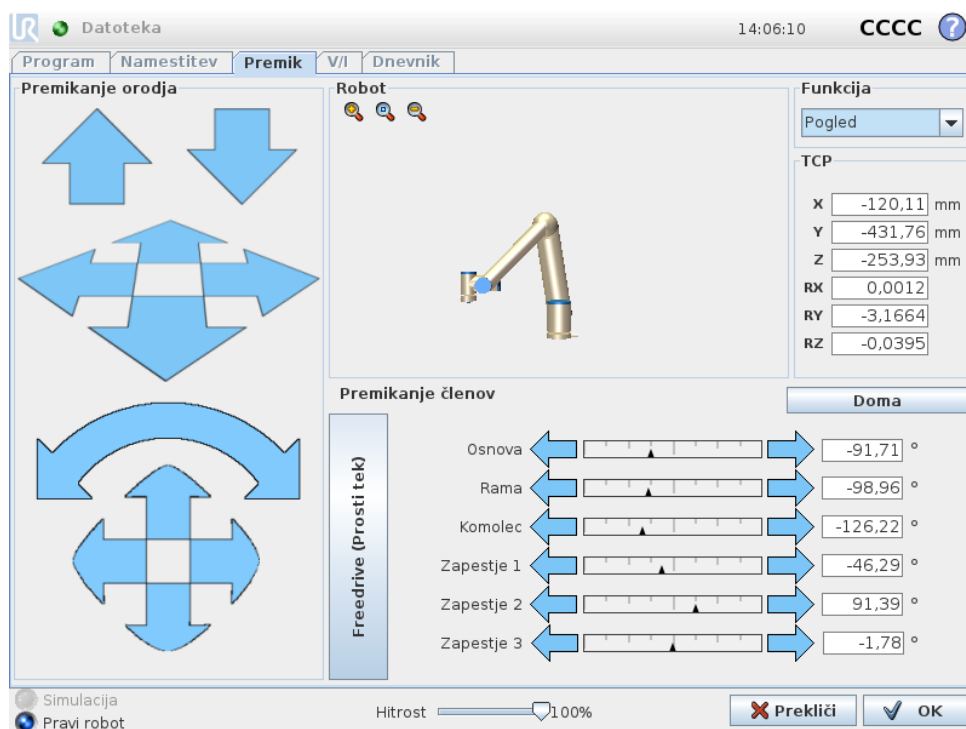 UR Datoteka 14:06:10 CCCC ?
Program Namestitev Premik V/I Dnevnik
Premikanje orodja
Robot
Funkcija
Pogled
TCP
X -120,11 mm
Y -431,76 mm
Z -253,93 mm
RX 0,0012
RY -3,1664
RZ -0,0395
Premikanje členov
Doma
Freedrive (Prosti tek)
Osnova -91,71 °
Rama -98,96 °
Komolec -126,22 °
Zapestje 1 -46,29 °
Zapestje 2 91,39 °
Zapestje 3 -1,78 °
Simulacija
Pravi robot
Hitrost 100%
Prekliči
OK